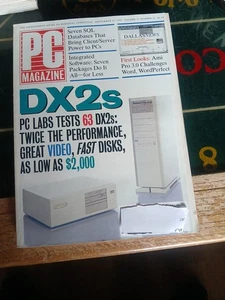 PC
MAGAZINE
Seven SQL
Databases That
Bring Client/Server
Power to PCs
Integrated
Software: Seven
Packages Do It
All—for Less
First Looks: Ami
Pro 3.0 Challenges
Word, WordPerfect
DX2s
PC LABS TESTS 63 DX2s:
TWICE THE PERFORMANCE,
GREAT VIDEO, FAST DISKS,
AS LOW AS $2,000